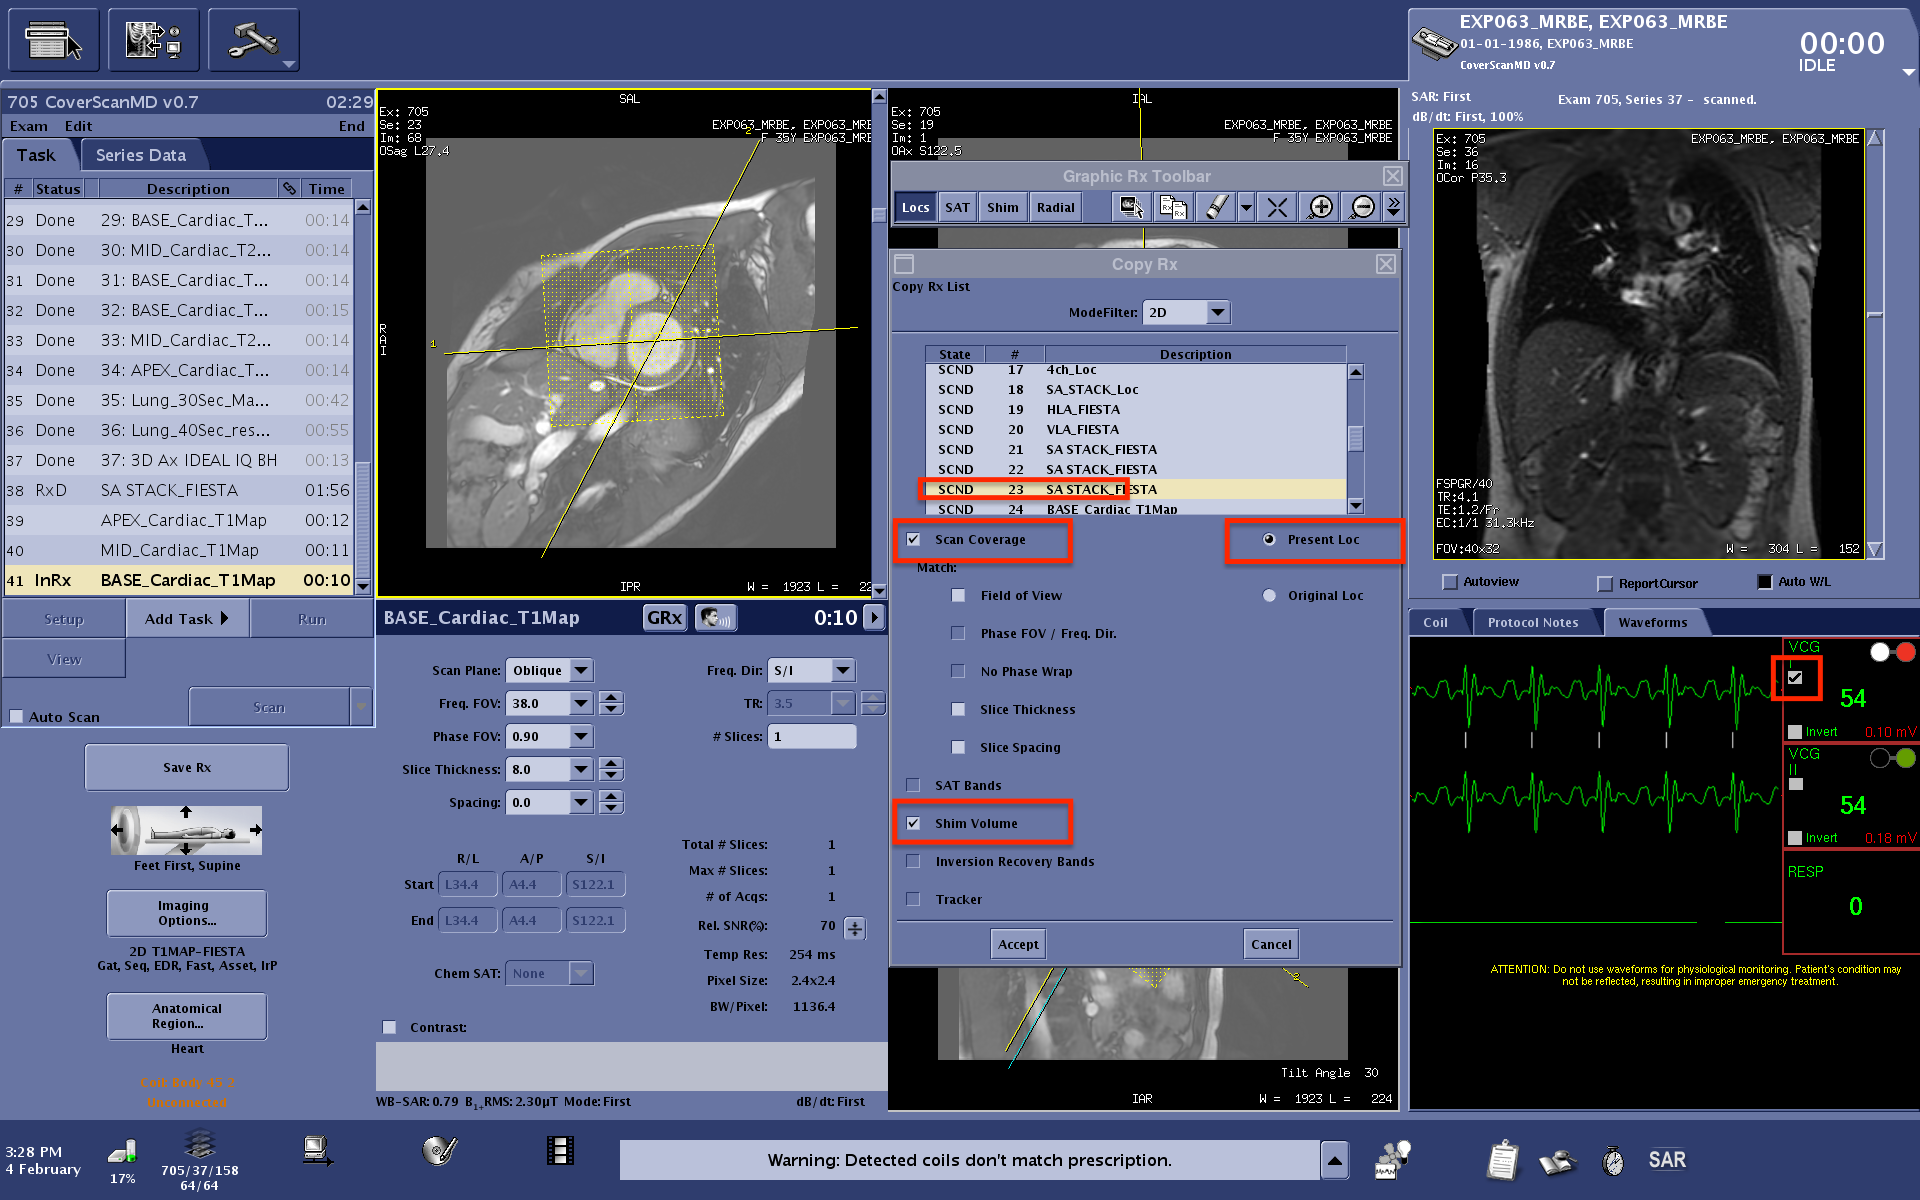 705 CoverScanMD v0.7 02:29
Exam Edit End
Task Series Data
# Status Description Time
29 Done 29: BASE_Cardiac_T... 00:14
30 Done 30: MID_Cardiac_T2... 00:14
31 Done 31: BASE_Cardiac_T... 00:14
32 Done 32: BASE_Cardiac_T... 00:15
33 Done 33: MID_Cardiac_T2... 00:14
34 Done 34: APEX_Cardiac_T... 00:14
35 Done 35: Lung_30Sec_Ma... 00:42
36 Done 36: Lung_40Sec_res... 00:55
37 Done 37: 3D Ax IDEAL IQ BH 00:13
38 RxD SA STACK_FIESTA 01:56
39 APEX_Cardiac_T1Map 00:12
40 MID_Cardiac_T1Map 00:11
41 InRx BASE_Cardiac_T1Map 00:10
Setup Add Task Run
View
Auto Scan Scan
Save Rx
Feet First, Supine
Imaging
Options...
2D T1MAP-FIESTA
Gat, Seq, EDR, Fast, Asset, IrP
Anatomical
Region...
Heart
Coil: Body 45 2
Unconnected
SAL
Ex: 705
Se: 23 EXP063_MRBE, EXP063_MRE
Im: 68 F 35Y EXP063_MRE
OSag L27.4
2
1
R
A
I
IPR W = 1923 L = 22
BASE_Cardiac_T1Map GRx 0:10
Scan Plane: Oblique Freq. Dir: S/I
Freq. FOV: 38.0 TR: 3.5
Phase FOV: 0.90 # Slices: 1
Slice Thickness: 8.0
Spacing: 0.0
Total # Slices: 1
R/L A/P S/I Max # Slices: 1
Start L34.4 A4.4 S122.1 # of Acqs: 1
End L34.4 A4.4 S122.1 Rel. SNR(%): 70
Temp Res: 254 ms
Chem SAT: None Pixel Size: 2.4x2.4
BW/Pixel: 1136.4
Contrast:
WB-SAR: 0.79 B1+RMS: 2.30µT Mode: First dB/dt: First
IAL
Ex: 705
Se: 19 EXP063_MRBE, EXP063_MRBE
Im: 1 F 35Y EXP063_MRBE
OAx S122.5
Graphic Rx Toolbar
Locs SAT Shim Radial
Copy Rx
Copy Rx List
ModeFilter: 2D
State # Description
SCND 17 4ch_Loc
SCND 18 SA_STACK_Loc
SCND 19 HLA_FIESTA
SCND 20 VLA_FIESTA
SCND 21 SA STACK_FIESTA
SCND 22 SA STACK_FIESTA
SCND 23 SA STACK_FIESTA
SCND 24 BASE_Cardiac_T1Map
Scan Coverage Present Loc
Match:
Field of View Original Loc
Phase FOV / Freq. Dir.
No Phase Wrap
Slice Thickness
Slice Spacing
SAT Bands
Shim Volume
Inversion Recovery Bands
Tracker
Accept Cancel
2
Tilt Angle 30
IAR W = 1923 L = 224
EXP063_MRBE, EXP063_MRBE
01-01-1986, EXP063_MRBE 00:00
CoverScanMD v0.7 IDLE
SAR: First Exam 705, Series 37 - scanned.
dB/dt: First, 100%
Ex: 705 EXP063_MRBE, EXP063_MRBE
Se: 36
Im: 16
OCor P35.3
FSPGR/40
TR:4.1
TE:1.2/Fr
EC:1/1 31.3kHz
FOV:40x32 W = 304 L = 152
Autoview ReportCursor Auto W/L
Coil Protocol Notes Waveforms
VCG
I
54
Invert 0.10 mV
VCG
II
54
Invert 0.18 mV
RESP
0
ATTENTION: Do not use waveforms for physiological monitoring. Patient's condition may
not be reflected, resulting in improper emergency treatment.
3:28 PM
4 February
17%
705/37/158
64/64
Warning: Detected coils don't match prescription.
SAR